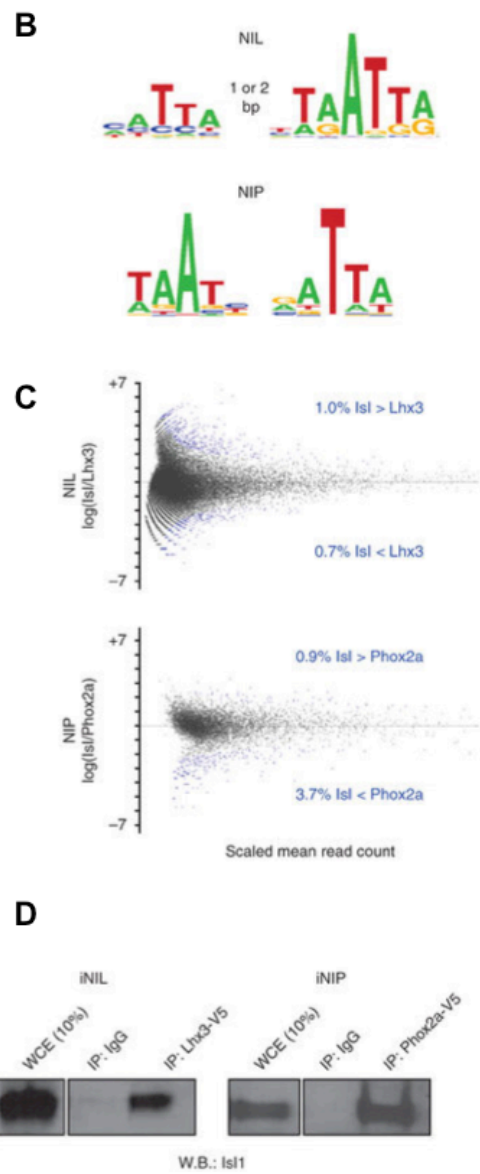 B
NIL
1 or 2
bp
NIP
C
+7
1.0% Isl > Lhx3
NIL
log(Isl/Lhx3)
0.7% Isl < Lhx3
−7
+7
0.9% Isl > Phox2a
NIP
log(Isl/Phox2a)
3.7% Isl < Phox2a
−7
Scaled mean read count
D
iNIL
iNIP
WCE (10%)
IP: IgG
IP: Lhx3-V5
WCE (10%)
IP: IgG
IP: Phox2a-V5
W.B.: Isl1